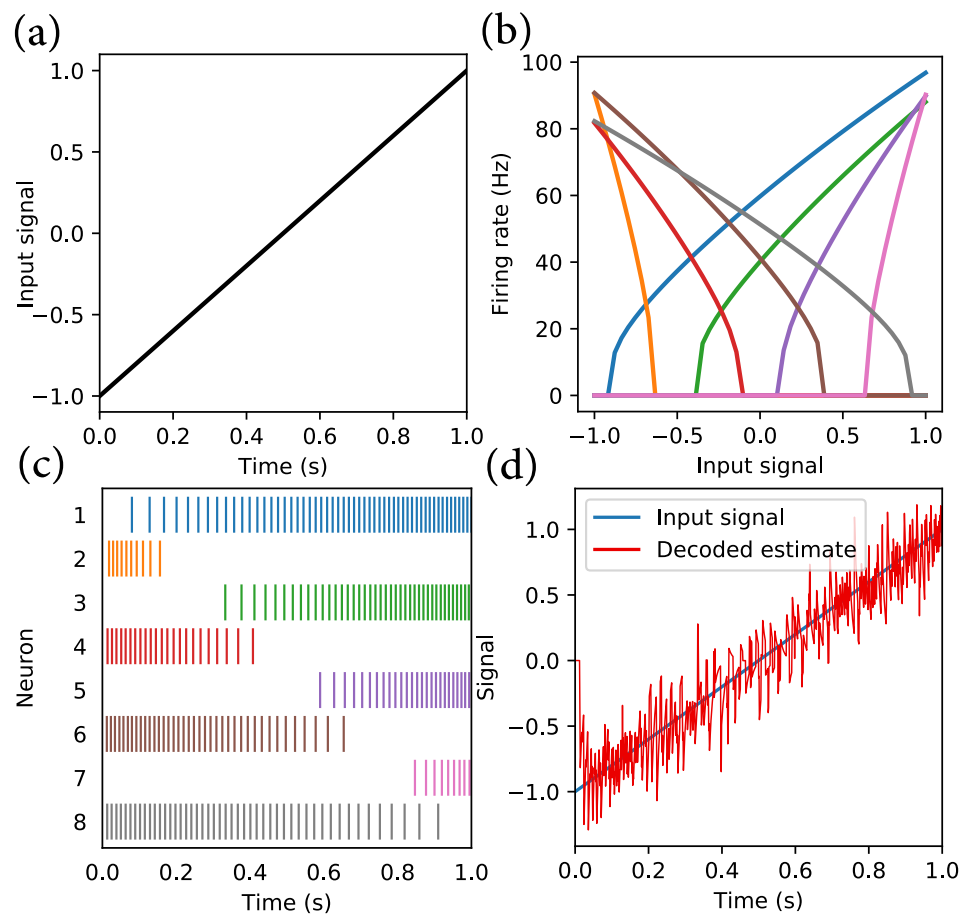 (a)
1.0
0.5
0.0
−0.5
−1.0
Input signal
0.0 0.2 0.4 0.6 0.8 1.0
Time (s)
(b)
100
80
60
40
20
0
Firing rate (Hz)
−1.0 −0.5 0.0 0.5 1.0
Input signal
(c)
1
2
3
4
5
6
7
8
Neuron
0.0 0.2 0.4 0.6 0.8 1.0
Time (s)
(d)
Input signal
Decoded estimate
1.0
0.5
0.0
−0.5
−1.0
Signal
0.0 0.2 0.4 0.6 0.8 1.0
Time (s)